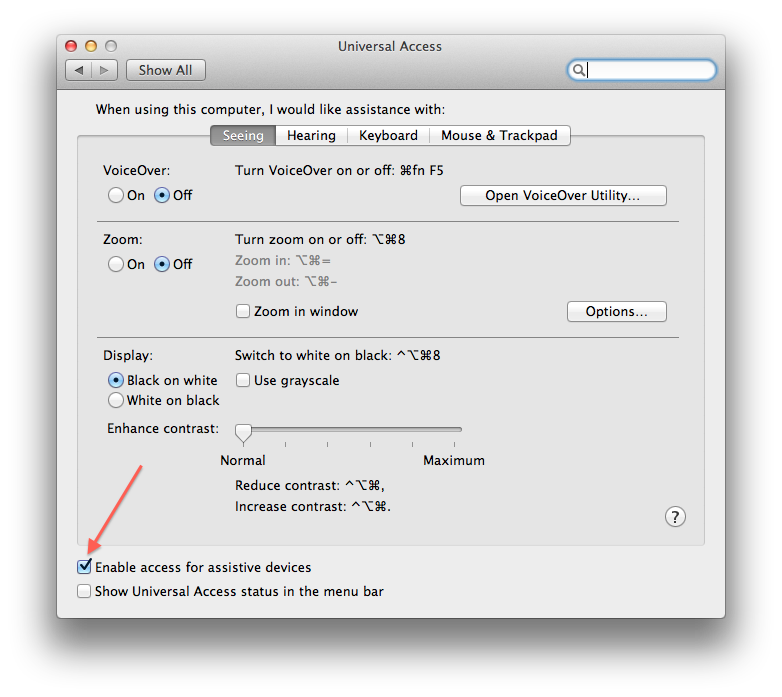 Universal Access
Show All
When using this computer, I would like assistance with:
Seeing Hearing Keyboard Mouse & Trackpad
VoiceOver: Turn VoiceOver on or off: ⌘fn F5
On Off Open VoiceOver Utility...
Zoom: Turn zoom on or off: ⌥⌘8
On Off Zoom in: ⌥⌘=
Zoom out: ⌥⌘-
Zoom in window Options...
Display: Switch to white on black: ^⌥⌘8
Black on white Use grayscale
White on black
Enhance contrast:
Normal Maximum
Reduce contrast: ^⌥⌘,
Increase contrast: ^⌥⌘.
?
Enable access for assistive devices
Show Universal Access status in the menu bar